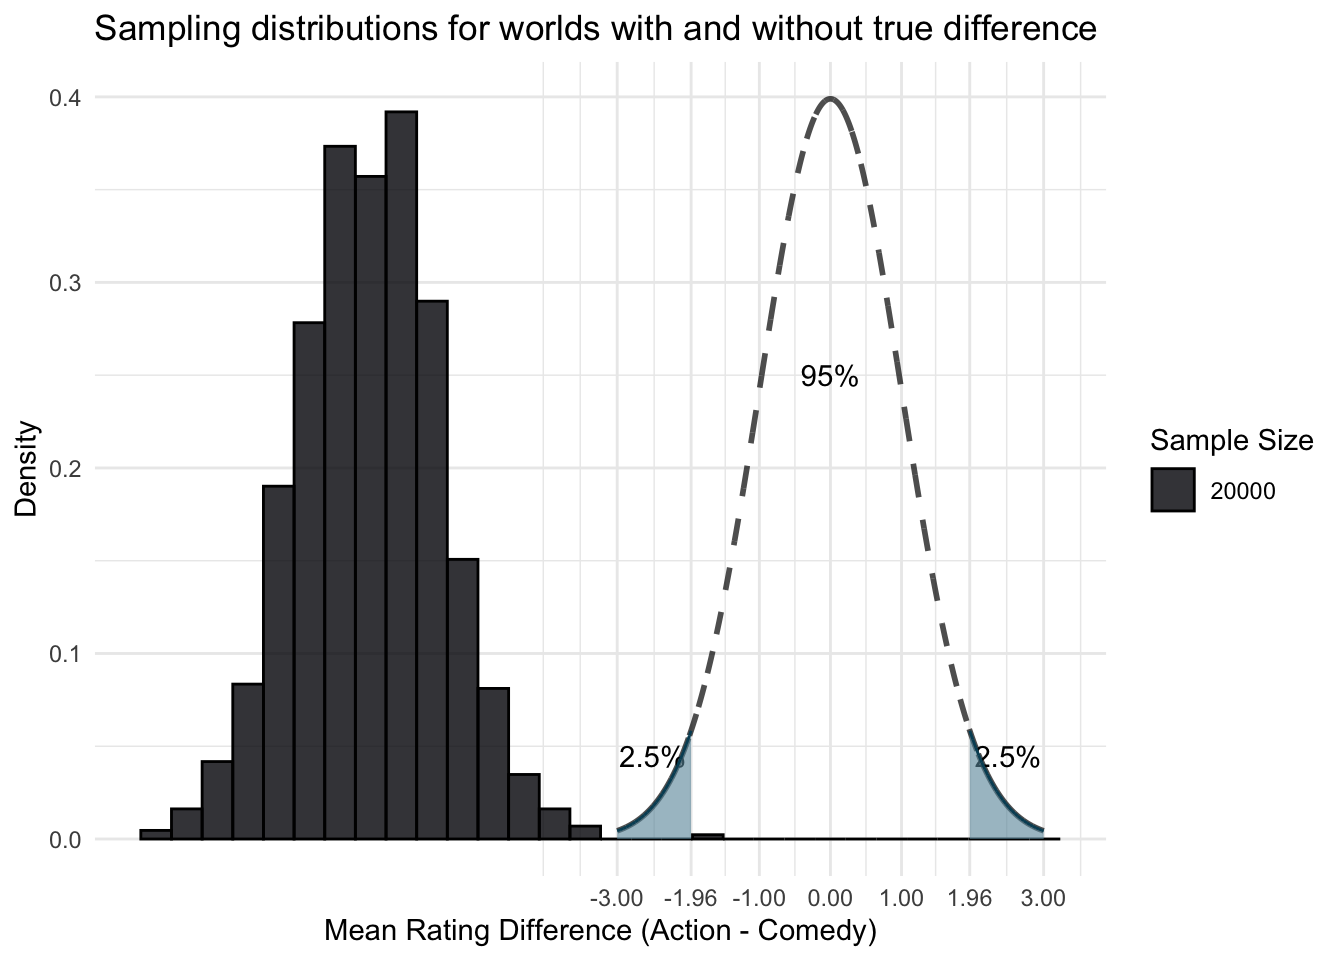 Sampling distributions for worlds with and without true difference
0.4
0.3
0.2
0.1
0.0
Density
95%
2.5%
2.5%
-3.00 -1.96 -1.00 0.00 1.00 1.96 3.00
Mean Rating Difference (Action - Comedy)
Sample Size
20000